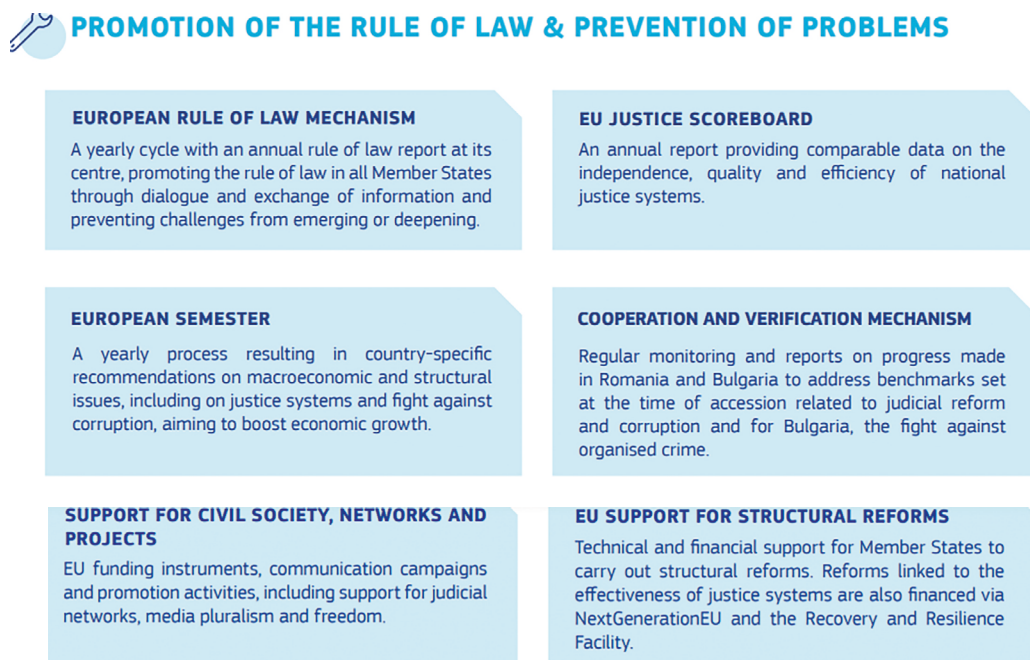 PROMOTION OF THE RULE OF LAW & PREVENTION OF PROBLEMS
EUROPEAN RULE OF LAW MECHANISM
A yearly cycle with an annual rule of law report at its
centre, promoting the rule of law in all Member States
through dialogue and exchange of information and
preventing challenges from emerging or deepening.
EU JUSTICE SCOREBOARD
An annual report providing comparable data on the
independence, quality and efficiency of national
justice systems.
EUROPEAN SEMESTER
A yearly process resulting in country-specific
recommendations on macroeconomic and structural
issues, including on justice systems and fight against
corruption, aiming to boost economic growth.
COOPERATION AND VERIFICATION MECHANISM
Regular monitoring and reports on progress made
in Romania and Bulgaria to address benchmarks set
at the time of accession related to judicial reform
and corruption and for Bulgaria, the fight against
organised crime.
SUPPORT FOR CIVIL SOCIETY, NETWORKS AND
PROJECTS
EU funding instruments, communication campaigns
and promotion activities, including support for judicial
networks, media pluralism and freedom.
EU SUPPORT FOR STRUCTURAL REFORMS
Technical and financial support for Member States to
carry out structural reforms. Reforms linked to the
effectiveness of justice systems are also financed via
NextGenerationEU and the Recovery and Resilience
Facility.